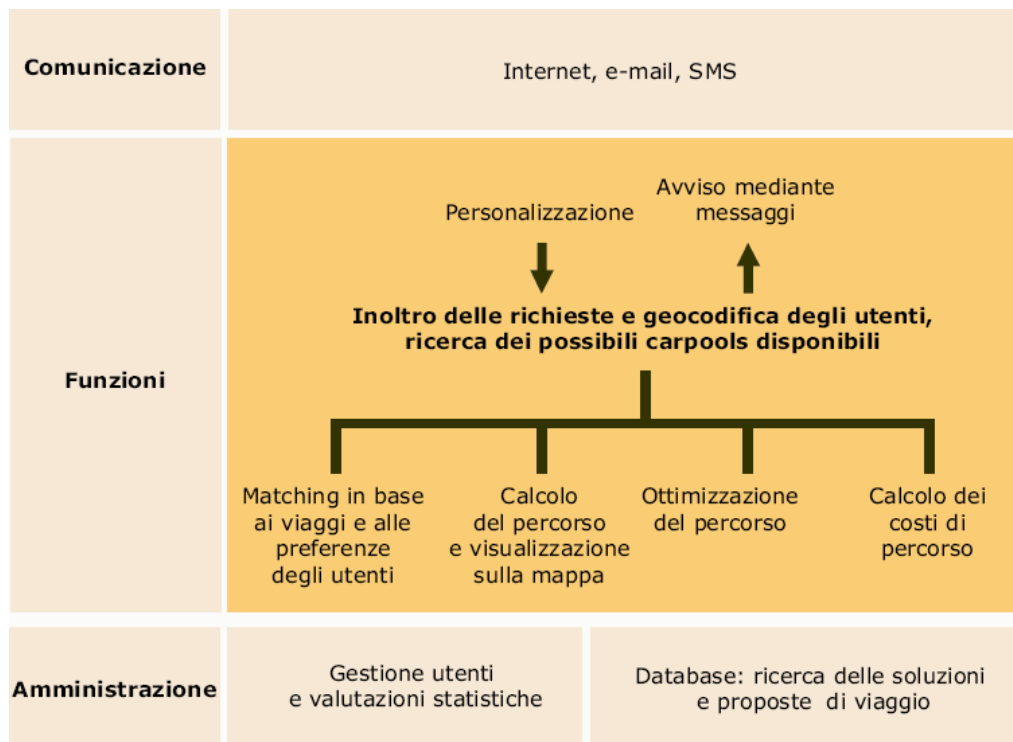 Comunicazione
Internet, e-mail, SMS
Funzioni
Personalizzazione
Avviso mediante
messaggi
Inoltro delle richieste e geocodifica degli utenti,
ricerca dei possibili carpools disponibili
Matching in base
ai viaggi e alle
preferenze
degli utenti
Calcolo
del percorso
e visualizzazione
sulla mappa
Ottimizzazione
del percorso
Calcolo dei
costi di
percorso
Amministrazione
Gestione utenti
e valutazioni statistiche
Database: ricerca delle soluzioni
e proposte di viaggio